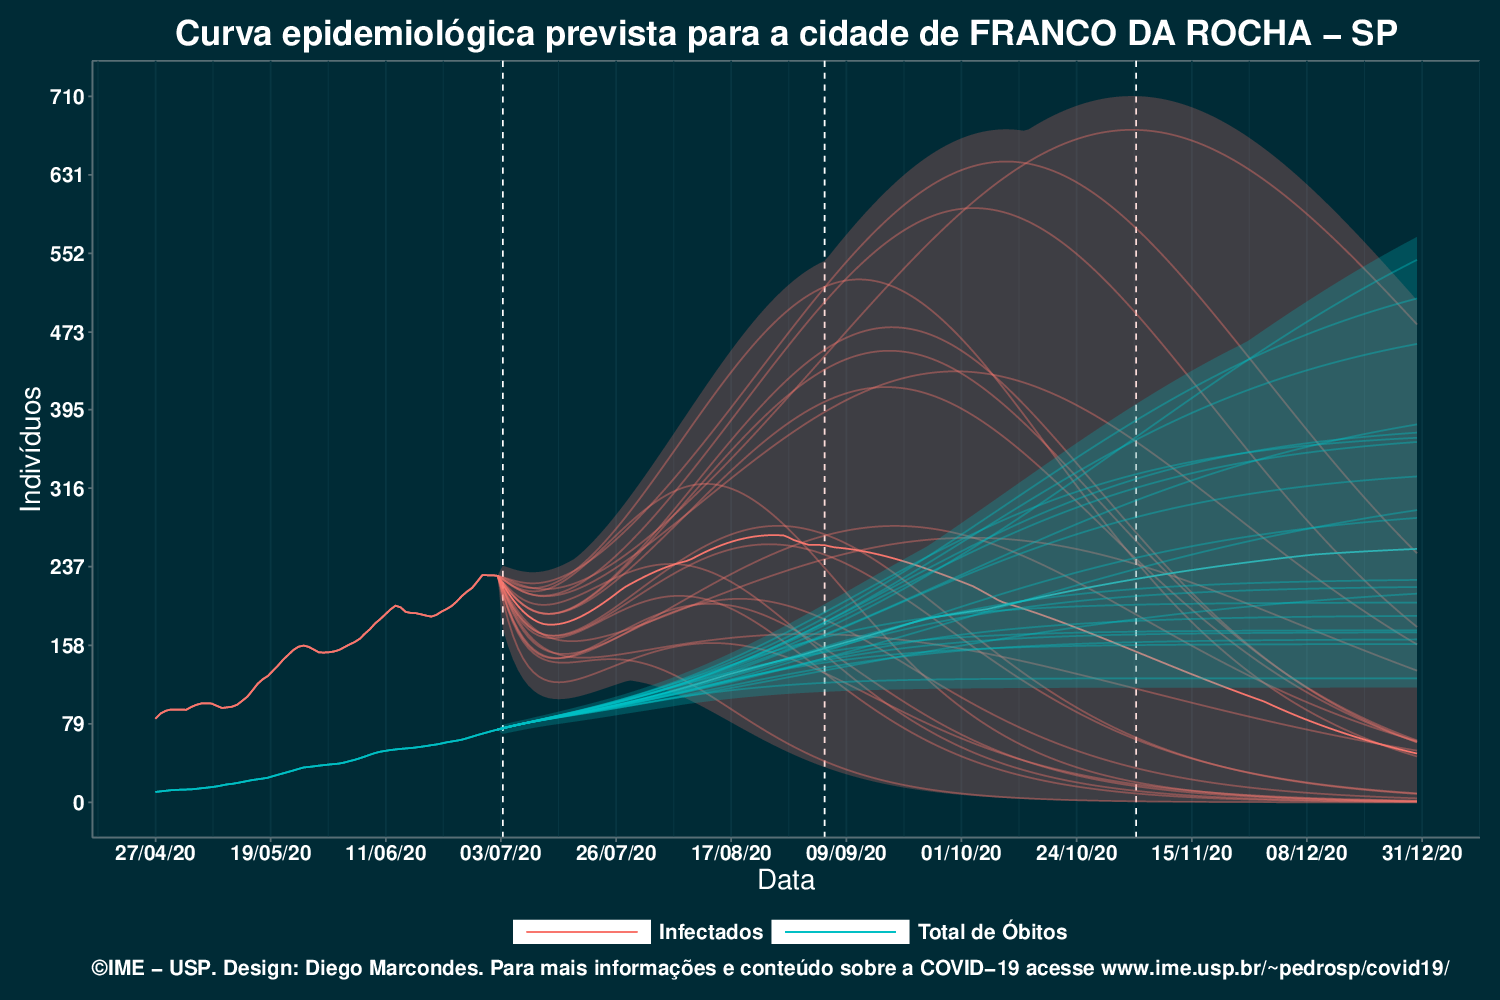 Curva epidemiológica prevista para a cidade de FRANCO DA ROCHA – SP
710
631
552
473
395
316
237
158
79
0
Indivíduos
27/04/20 19/05/20 11/06/20 03/07/20 26/07/20 17/08/20 09/09/20 01/10/20 24/10/20 15/11/20 08/12/20 31/12/20
Data
Infectados Total de Óbitos
©IME – USP. Design: Diego Marcondes. Para mais informações e conteúdo sobre a COVID–19 acesse www.ime.usp.br/~pedrosp/covid19/